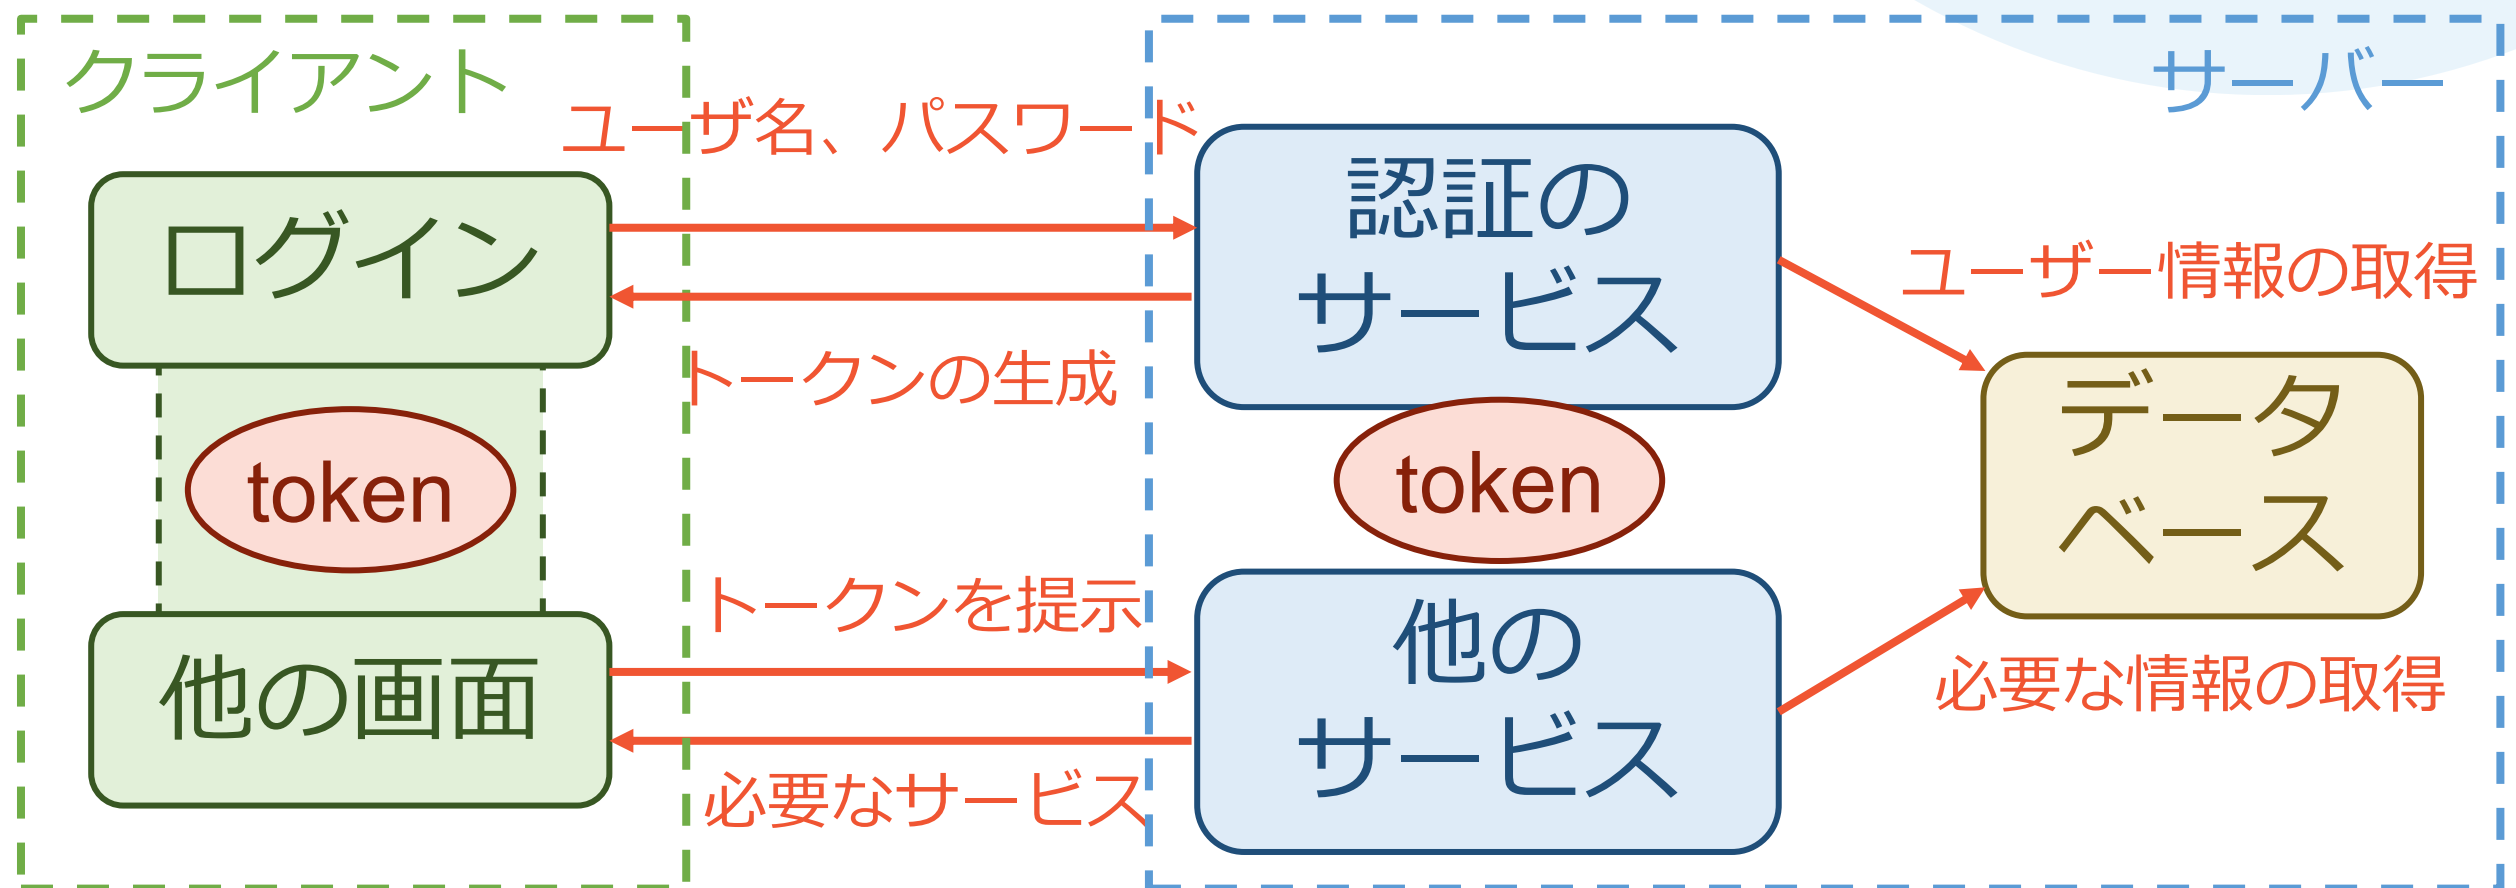 クライアント
サーバー
ユーザ名、パスワード
認証の
サービス
ログイン
ユーザー情報の取得
トークンの生成
データ
ベース
token
token
トークンを提示
他の
サービス
他の画面
必要な情報の取得
必要なサービス